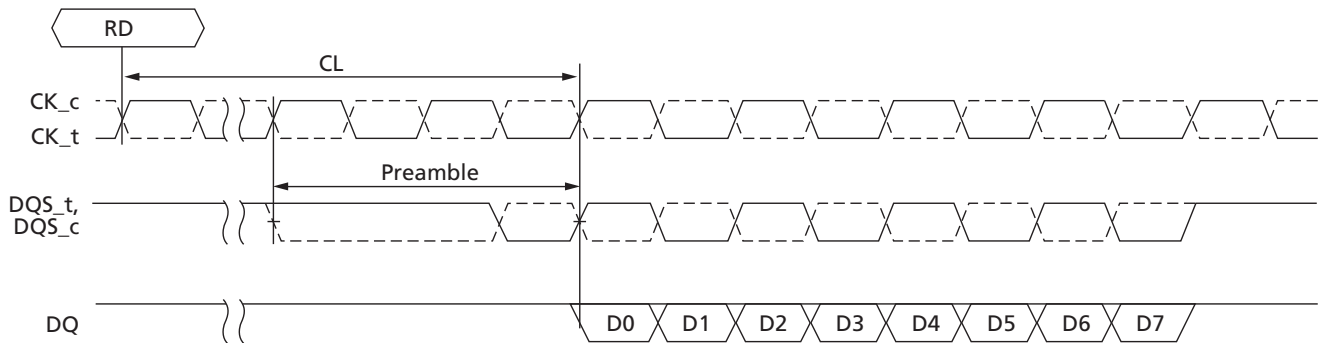 RD
CL
CK_c
CK_t
Preamble
DQS_t,
DQS_c
DQ
D0 D1 D2 D3 D4 D5 D6 D7